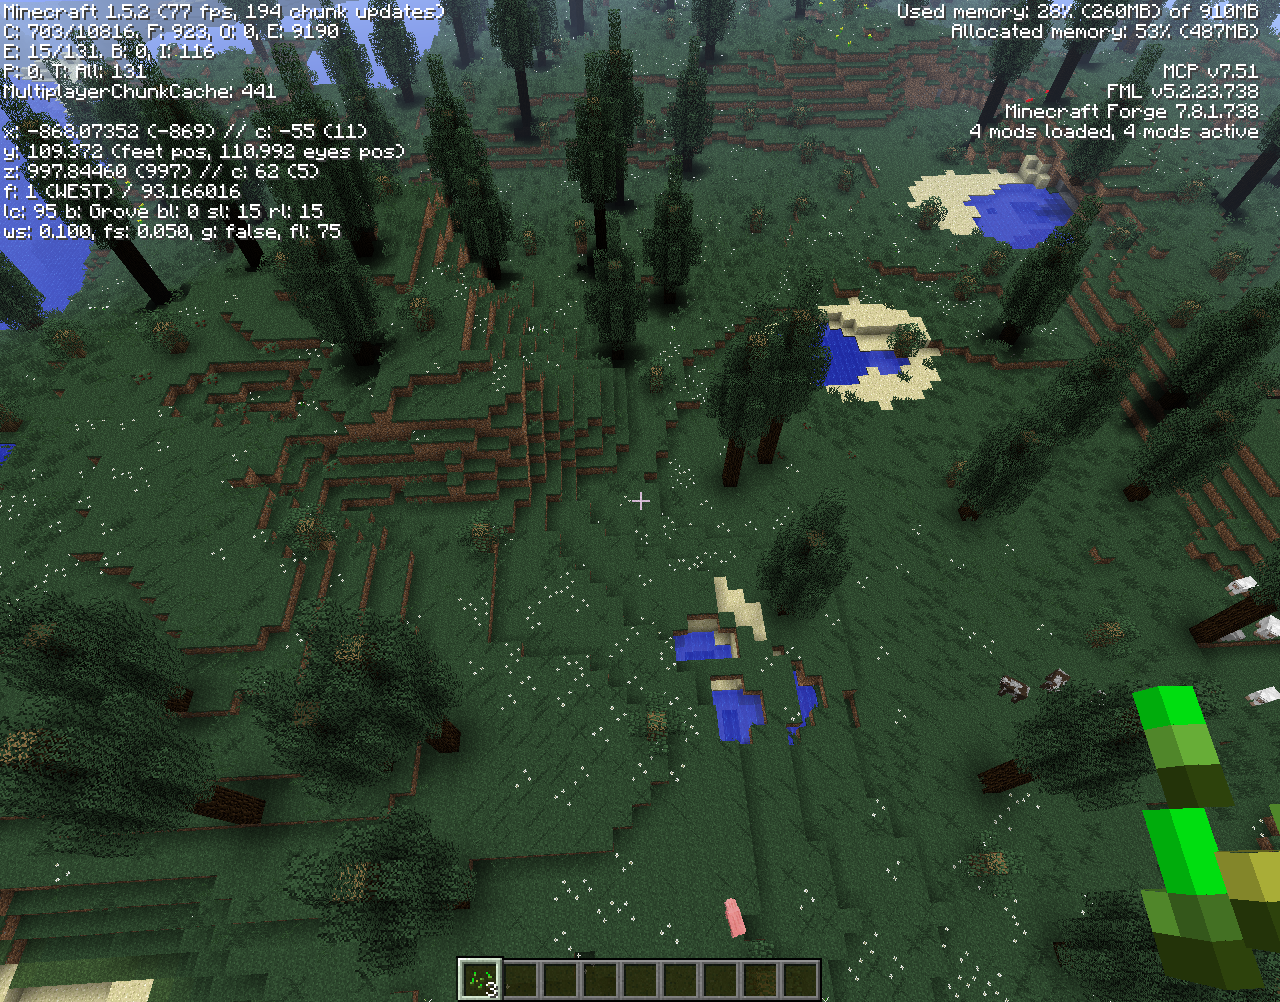 Minecraft 1.5.2 (77 fps, 194 chunk updates)
C: 703/10816, F: 923, O: 0, E: 9190
E: 15/131, B: 0, I: 116
P: 0, T: All: 131
MultiplayerChunkCache: 441
x: -868.07352 (-869) // c: -55 (11)
y: 109.372 (feet pos, 110.992 eyes pos)
z: 997.84460 (997) // c: 62 (5)
f: 1 (WEST) / 93.166016
lc: 95 b: Grove bl: 0 sl: 15 rl: 15
ws: 0.100, fs: 0.050, g: false, fl: 75
Used memory: 28% (260MB) of 910MB
Allocated memory: 53% (487MB)
MCP v7.51
FML v5.2.23.738
Minecraft Forge 7.8.1.738
4 mods loaded, 4 mods active
3